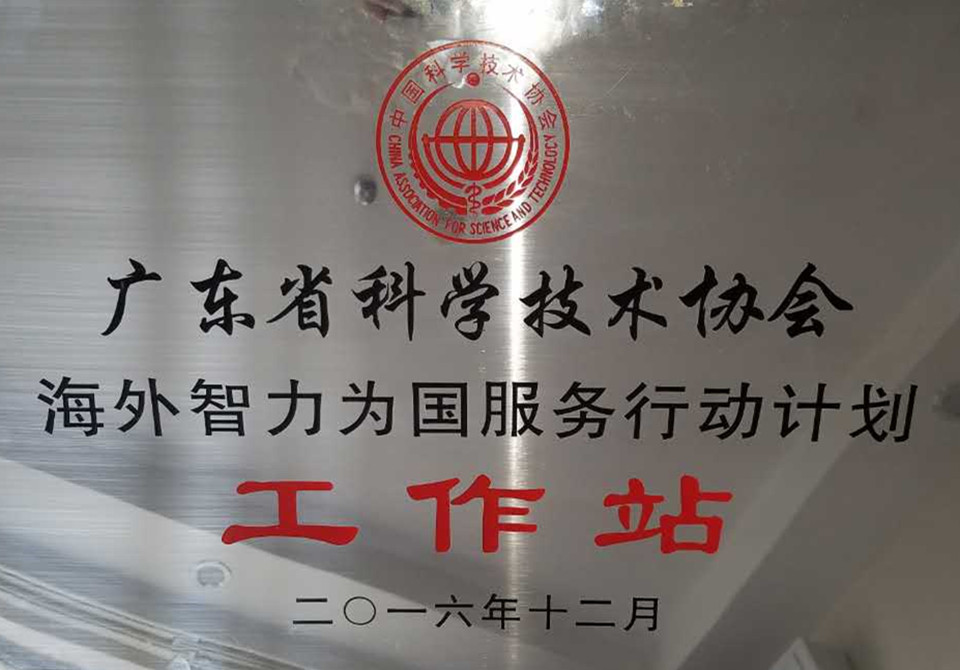 中国科学技术协会
CHINA ASSOCIATION FOR SCIENCE AND TECHNOLOGY
广东省科学技术协会
海外智力为国服务行动计划
工作站
二〇一六年十二月